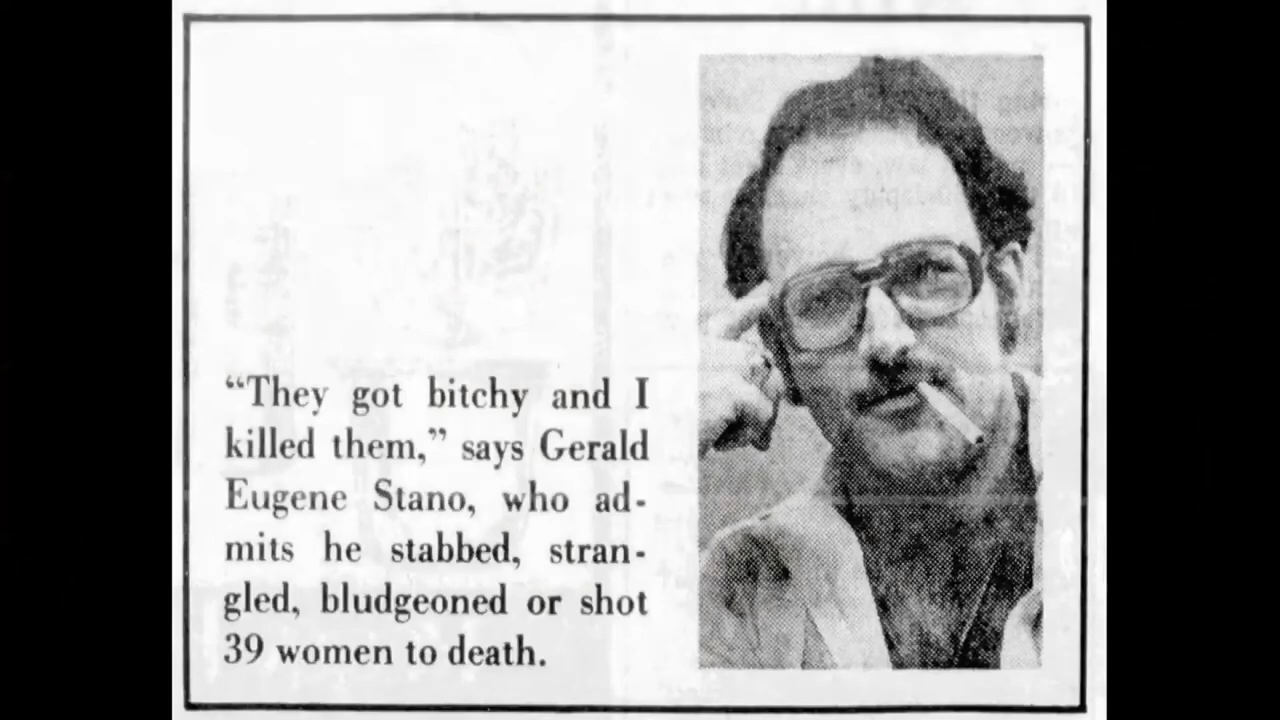 “They got bitchy and I
killed them,” says Gerald
Eugene Stano, who ad-
mits he stabbed, stran-
gled, bludgeoned or shot
39 women to death.